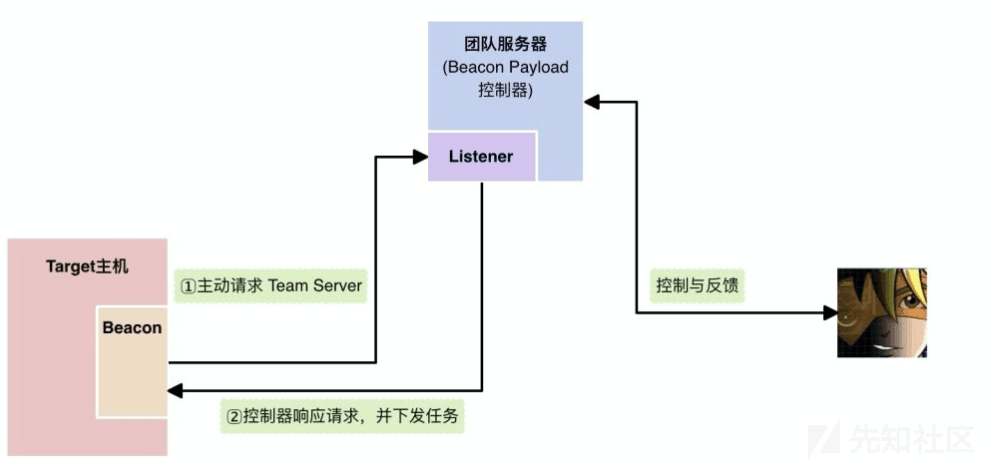 团队服务器
(Beacon Payload
控制器)
Listener
Target主机
①主动请求 Team Server
控制与反馈
Beacon
②控制器响应请求，并下发任务
先知社区